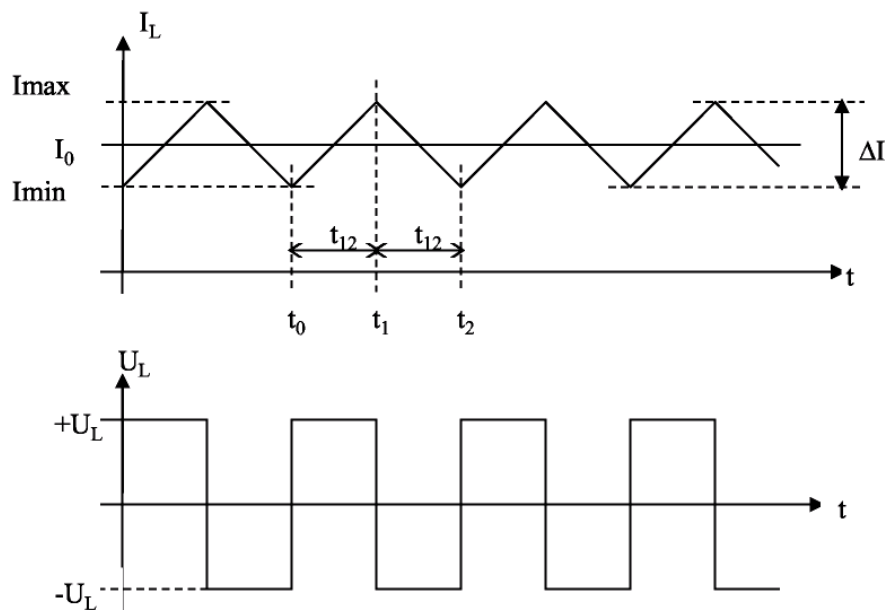 I_L
Imax
I_0
Imin
ΔI
t_12 t_12
t
t_0 t_1 t_2
U_L
+U_L
t
-U_L